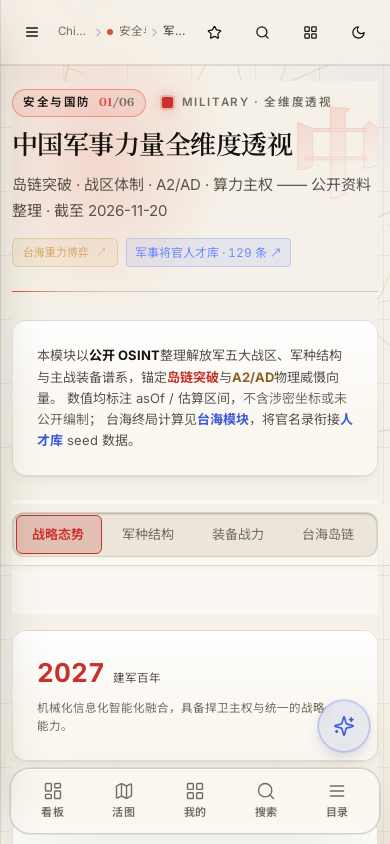 Chi... > 安全与 > 军...
安全与国防 01/06 MILITARY · 全维度透视
中
中国军事力量全维度透视
岛链突破 · 战区体制 · A2/AD · 算力主权 —— 公开资料
整理 · 截至 2026-11-20
台海重力博弈 ↗ 军事将官人才库 · 129 条 ↗
本模块以公开 OSINT整理解放军五大战区、军种结构
与主战装备谱系，锚定岛链突破与A2/AD物理威慑向
量。 数值均标注 asOf / 估算区间，不含涉密坐标或未
公开编制； 台海终局计算见台海模块，将官名录衔接人
才库 seed 数据。
战略态势 军种结构 装备战力 台海岛链
2027 建军百年
机械化信息化智能化融合，具备捍卫主权与统一的战略
能力。
看板 活图 我的 搜索 目录